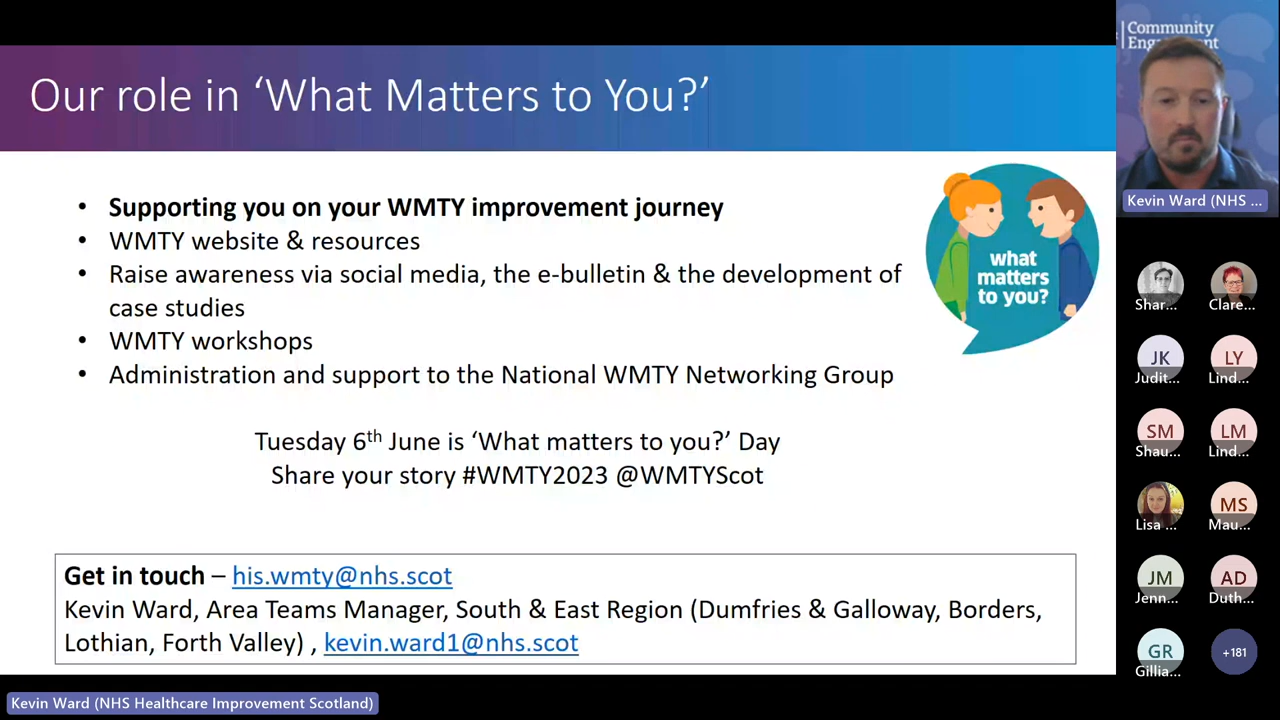 Our role in ‘What Matters to You?’
• Supporting you on your WMTY improvement journey
• WMTY website & resources
• Raise awareness via social media, the e-bulletin & the development of
case studies
• WMTY workshops
• Administration and support to the National WMTY Networking Group
what
matters
to you?
Tuesday 6th June is ‘What matters to you?’ Day
Share your story #WMTY2023 @WMTYScot
Get in touch – his.wmty@nhs.scot
Kevin Ward, Area Teams Manager, South & East Region (Dumfries & Galloway, Borders,
Lothian, Forth Valley) , kevin.ward1@nhs.scot
Kevin Ward (NHS Healthcare Improvement Scotland)
Community
Engagement
Kevin Ward (NHS ...
Shar...
Clare...
JK
Judit...
LY
Lind...
SM
Shau...
LM
Lind...
Lisa ...
MS
Mau...
JM
Jenn...
AD
Duth...
GR
Gillia...
+181